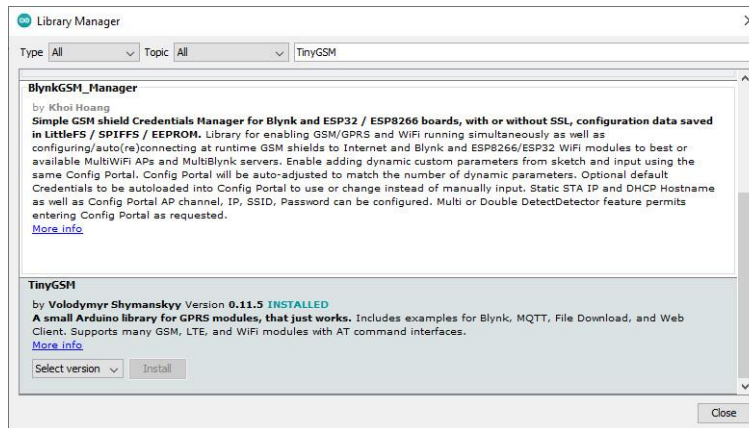 Library Manager
Type All Topic All TinyGSM
BlynkGSM_Manager
by Khoi Hoang
Simple GSM shield Credentials Manager for Blynk and ESP32 / ESP8266 boards, with or without SSL, configuration data saved
in LittleFS / SPIFFS / EEPROM. Library for enabling GSM/GPRS and WiFi running simultaneously as well as
configuring/auto(re)connecting at runtime GSM shields to Internet and Blynk and ESP8266/ESP32 WiFi modules to best or
available MultiWiFi APs and MultiBlynk servers. Enable adding dynamic custom parameters from sketch and input using the
same Config Portal. Config Portal will be auto-adjusted to match the number of dynamic parameters. Optional default
Credentials to be autoloaded into Config Portal to use or change instead of manually input. Static STA IP and DHCP Hostname
as well as Config Portal AP channel, IP, SSID, Password can be configured. Multi or Double DetectDetector feature permits
entering Config Portal as requested.
More info
TinyGSM
by Volodymyr Shymanskyy Version 0.11.5 INSTALLED
A small Arduino library for GPRS modules, that just works. Includes examples for Blynk, MQTT, File Download, and Web
Client. Supports many GSM, LTE, and WiFi modules with AT command interfaces.
More info
Select version Install
Close